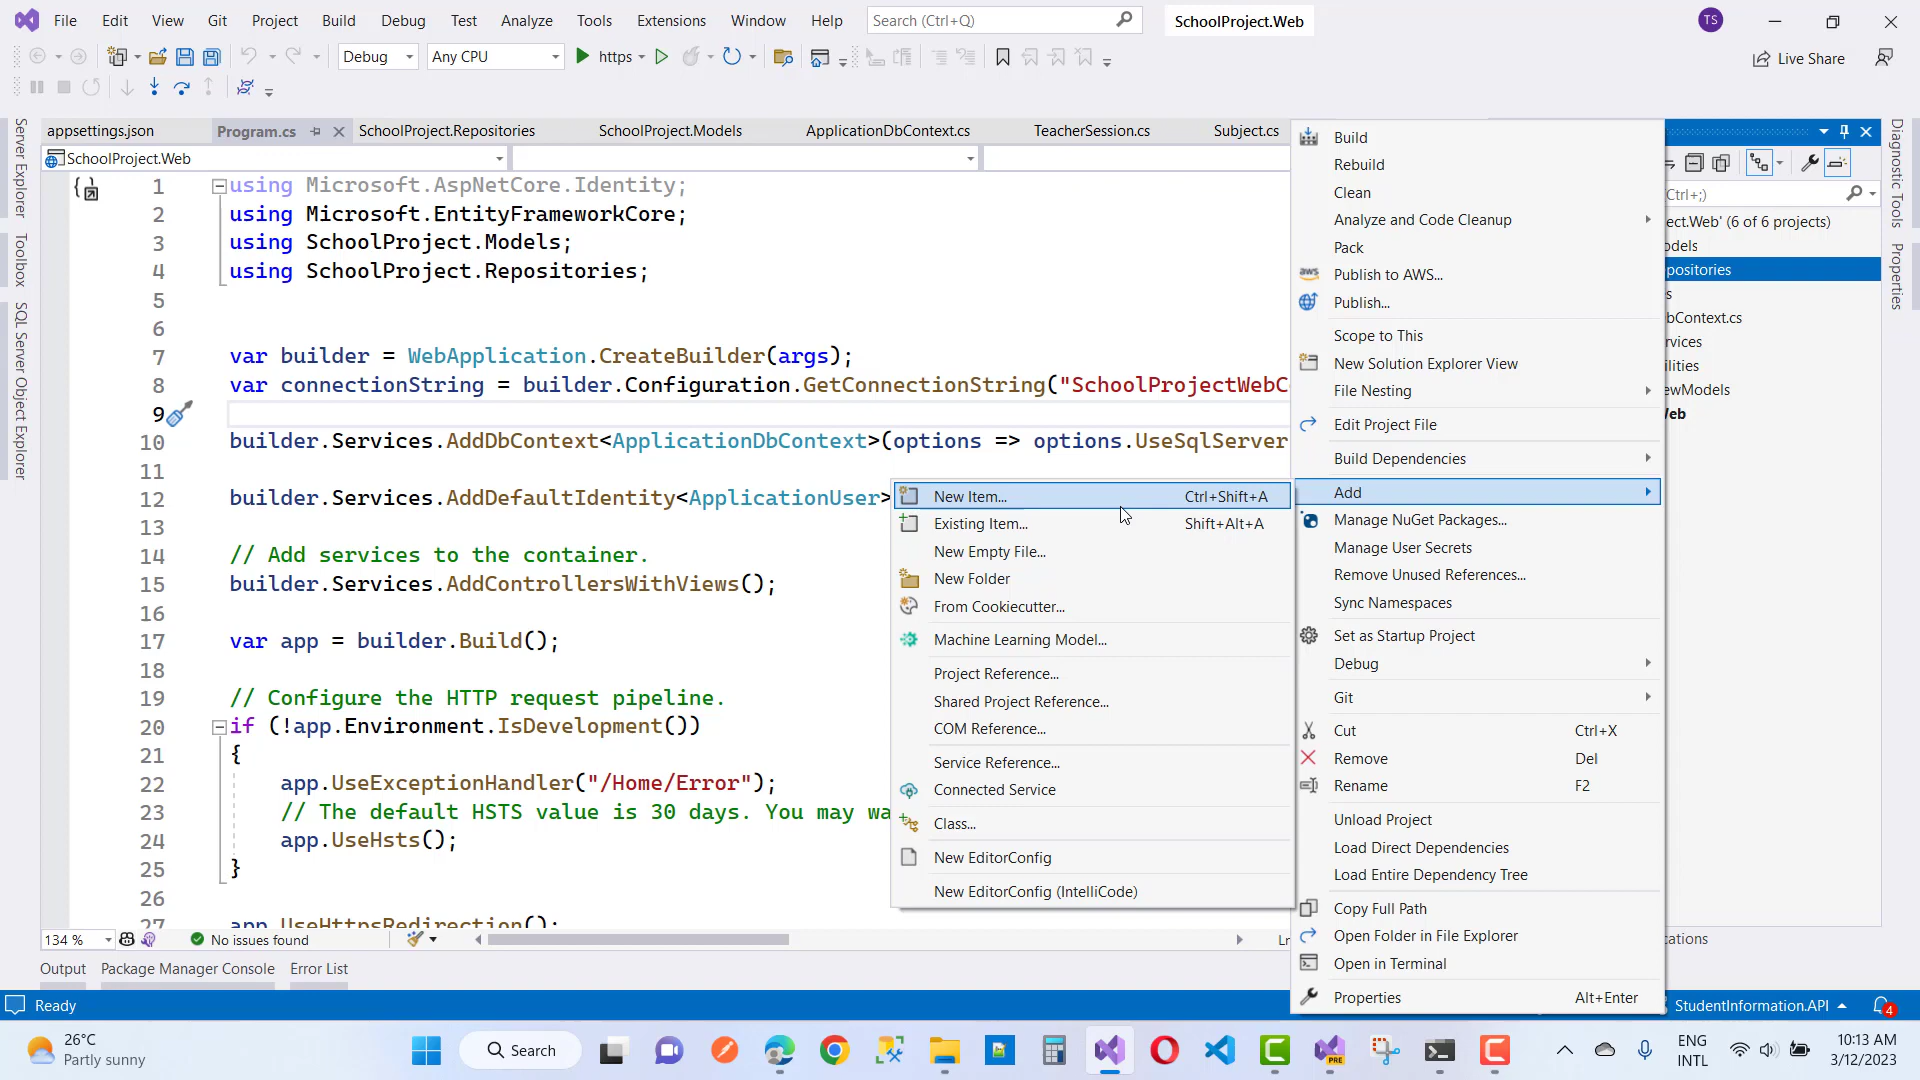 File Edit View Git Project Build Debug Test Analyze Tools Extensions Window Help Search (Ctrl+Q) SchoolProject.Web TS
Debug Any CPU https Live Share
appsettings.json Program.cs SchoolProject.Repositories SchoolProject.Models ApplicationDbContext.cs TeacherSession.cs Subject.cs
SchoolProject.Web
Server Explorer
Toolbox
SQL Server Object Explorer
1 using Microsoft.AspNetCore.Identity;
2 using Microsoft.EntityFrameworkCore;
3 using SchoolProject.Models;
4 using SchoolProject.Repositories;
5
6
7 var builder = WebApplication.CreateBuilder(args);
8 var connectionString = builder.Configuration.GetConnectionString("SchoolProjectWebC
9
10 builder.Services.AddDbContext<ApplicationDbContext>(options => options.UseSqlServer
11
12 builder.Services.AddDefaultIdentity<ApplicationUser>
13
14 // Add services to the container.
15 builder.Services.AddControllersWithViews();
16
17 var app = builder.Build();
18
19 // Configure the HTTP request pipeline.
20 if (!app.Environment.IsDevelopment())
21 {
22 app.UseExceptionHandler("/Home/Error");
23 // The default HSTS value is 30 days. You may wa
24 app.UseHsts();
25 }
26
27 app.UseHttpsRedirection();
New Item... Ctrl+Shift+A
Existing Item... Shift+Alt+A
New Empty File...
New Folder
From Cookiecutter...
Machine Learning Model...
Project Reference...
Shared Project Reference...
COM Reference...
Service Reference...
Connected Service
Class...
New EditorConfig
New EditorConfig (IntelliCode)
Build
Rebuild
Clean
Analyze and Code Cleanup
Pack
aws Publish to AWS...
Publish...
Scope to This
New Solution Explorer View
File Nesting
Edit Project File
Build Dependencies
Add
Manage NuGet Packages...
Manage User Secrets
Remove Unused References...
Sync Namespaces
Set as Startup Project
Debug
Git
Cut Ctrl+X
Remove Del
Rename F2
Unload Project
Load Direct Dependencies
Load Entire Dependency Tree
Copy Full Path
Open Folder in File Explorer
Open in Terminal
Properties Alt+Enter
Ctrl+;)
ect.Web' (6 of 6 projects)
odels
positories
s
bContext.cs
rvices
ilities
ewModels
Web
cations
Diagnostic Tools
Properties
134 % No issues found Ln
Output Package Manager Console Error List
Ready StudentInformation.API 4
26°C
Partly sunny
Search
PRE
ENG
INTL
10:13 AM
3/12/2023